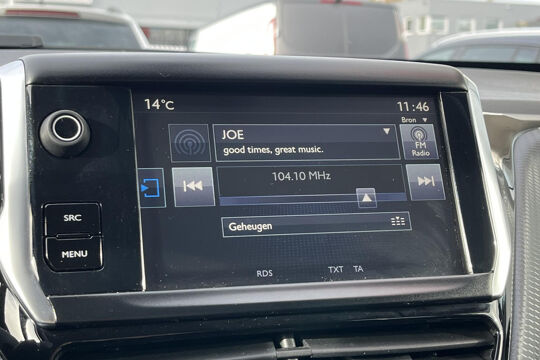 14°C
11:46
Bron
JOE
good times, great music.
FM
Radio
104.10 MHz
Geheugen
SRC
MENU
RDS TXT TA